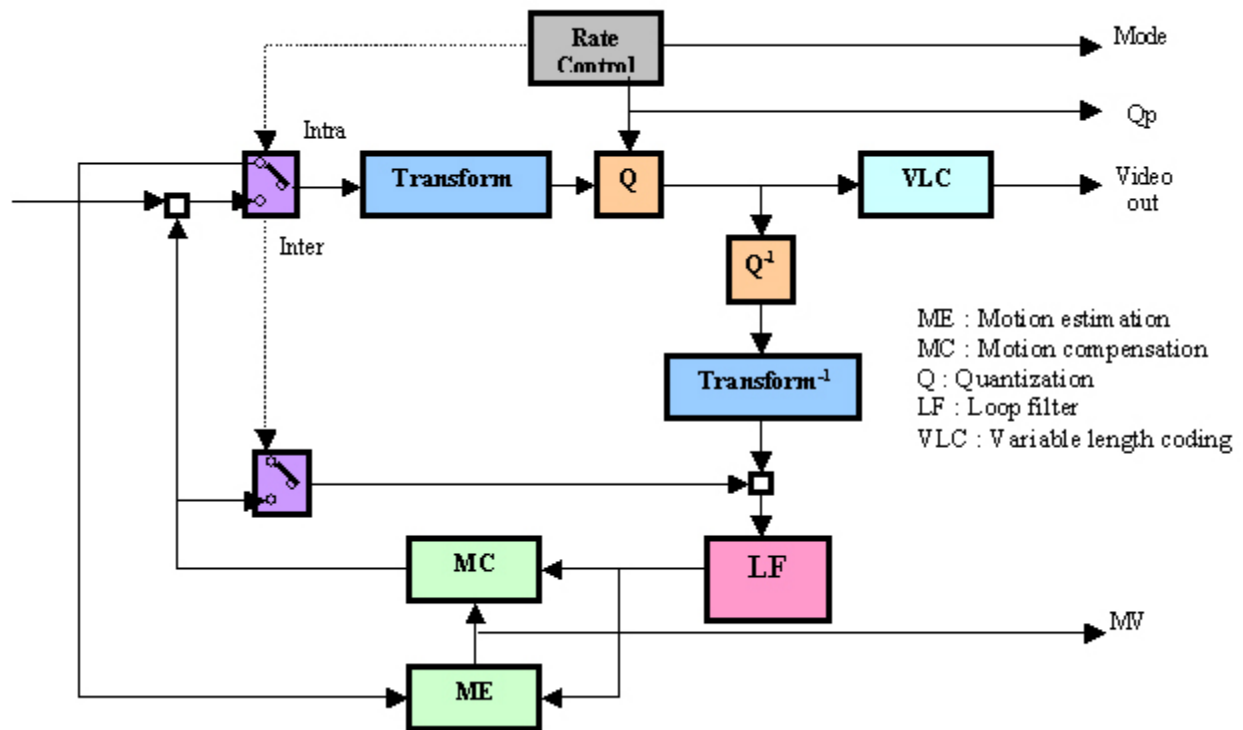 Rate
Control
Mode
Qp
Intra
Transform
Q
VLC
Video
out
Inter
Q-1
Transform-1
ME : Motion estimation
MC : Motion compensation
Q : Quantization
LF : Loop filter
VLC : Variable length coding
MC
LF
MV
ME